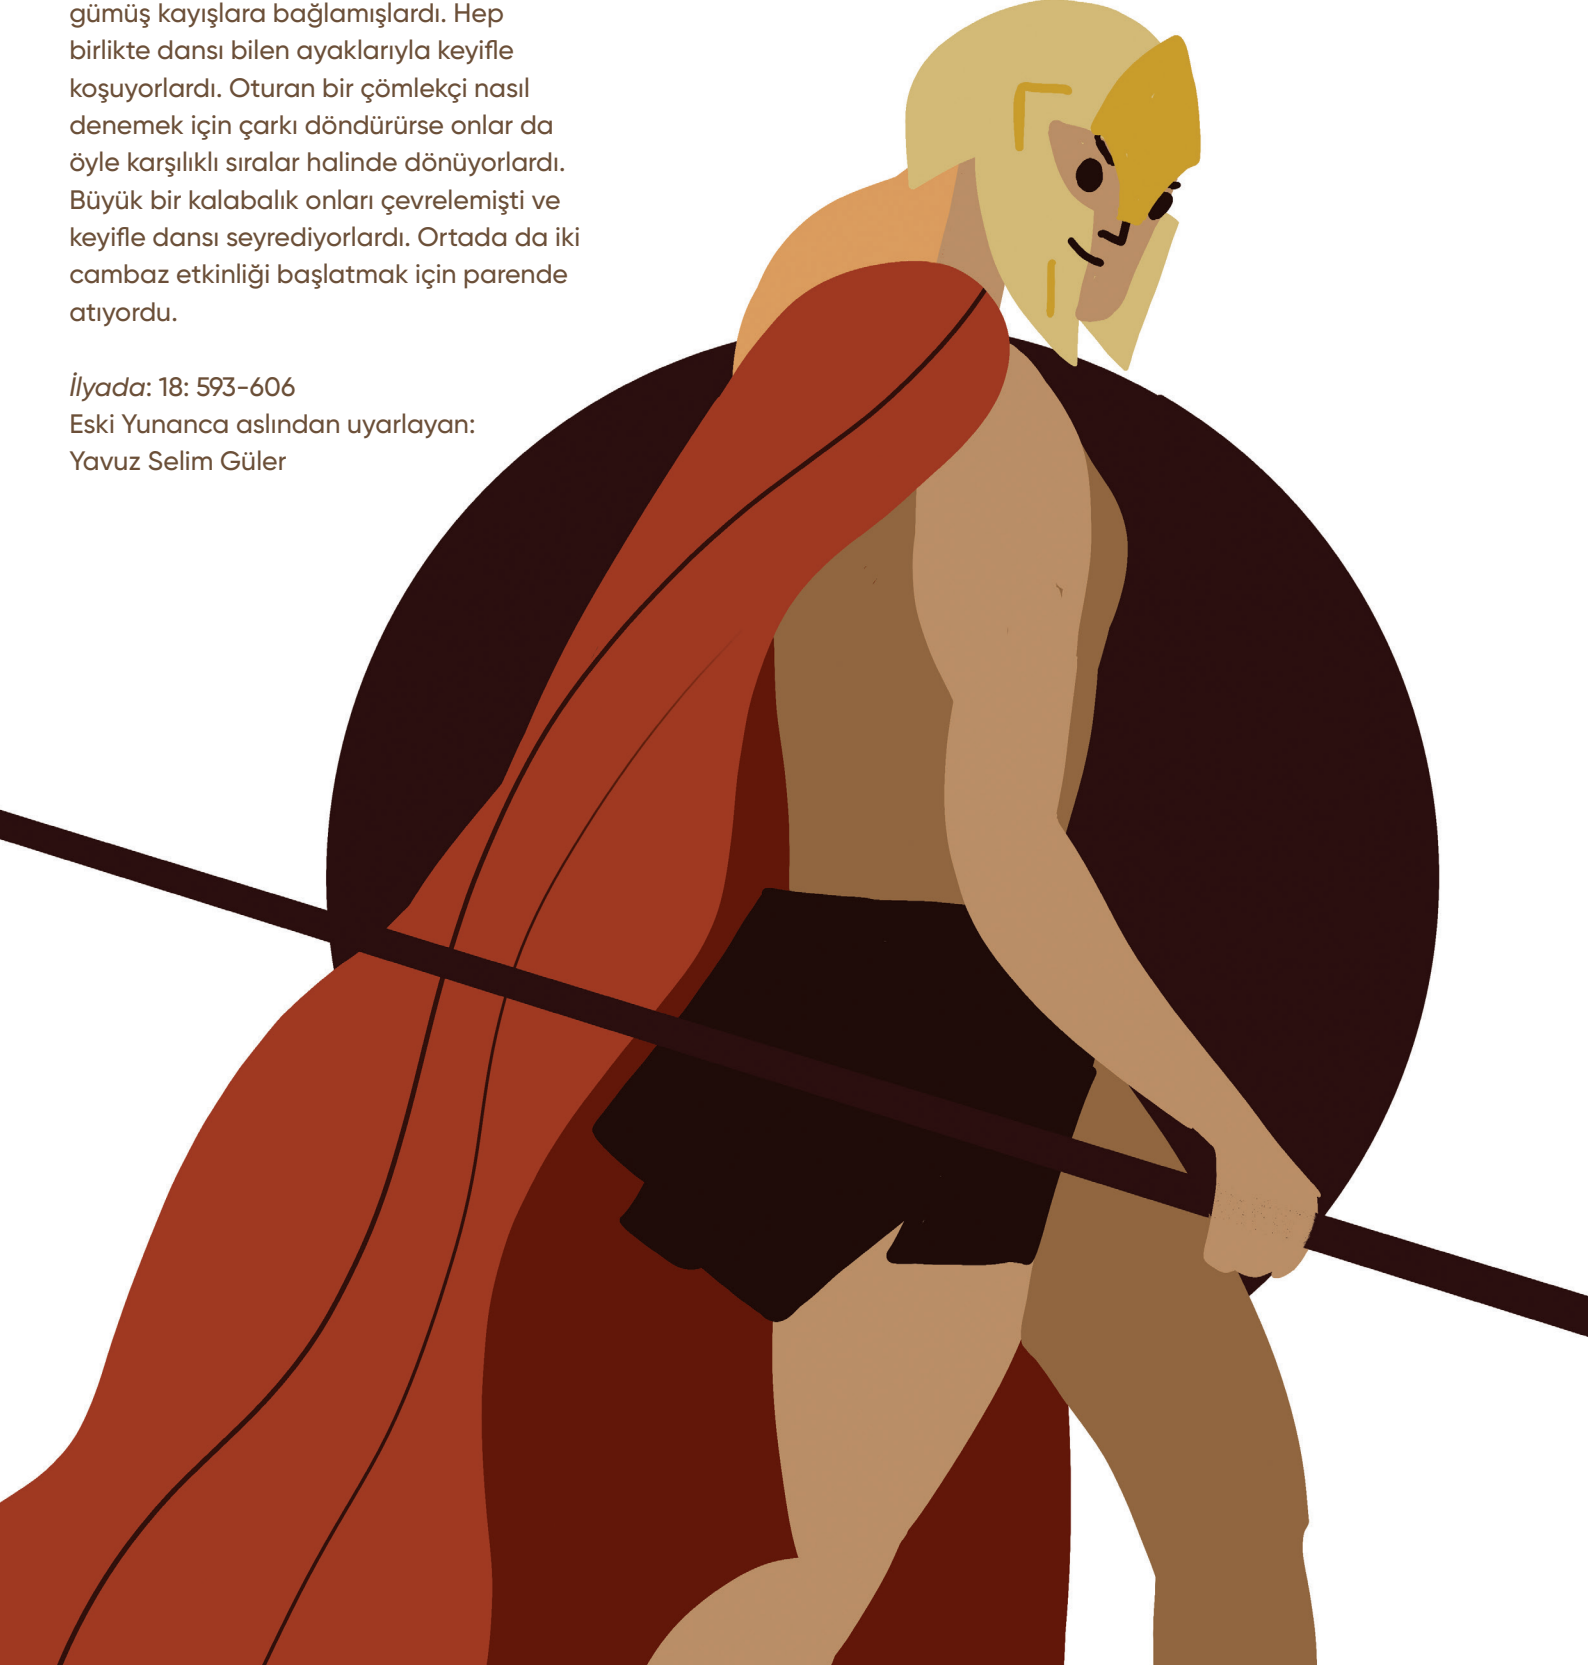 gümüş kayışlara bağlamışlardı. Hep
birlikte dansı bilen ayaklarıyla keyifle
koşuyorlardı. Oturan bir çömlekçi nasıl
denemek için çarkı döndürürse onlar da
öyle karşılıklı sıralar halinde dönüyorlardı.
Büyük bir kalabalık onları çevrelemişti ve
keyifle dansı seyrediyorlardı. Ortada da iki
cambaz etkinliği başlatmak için parende
atıyordu.
İlyada: 18: 593-606
Eski Yunanca aslından uyarlayan:
Yavuz Selim Güler